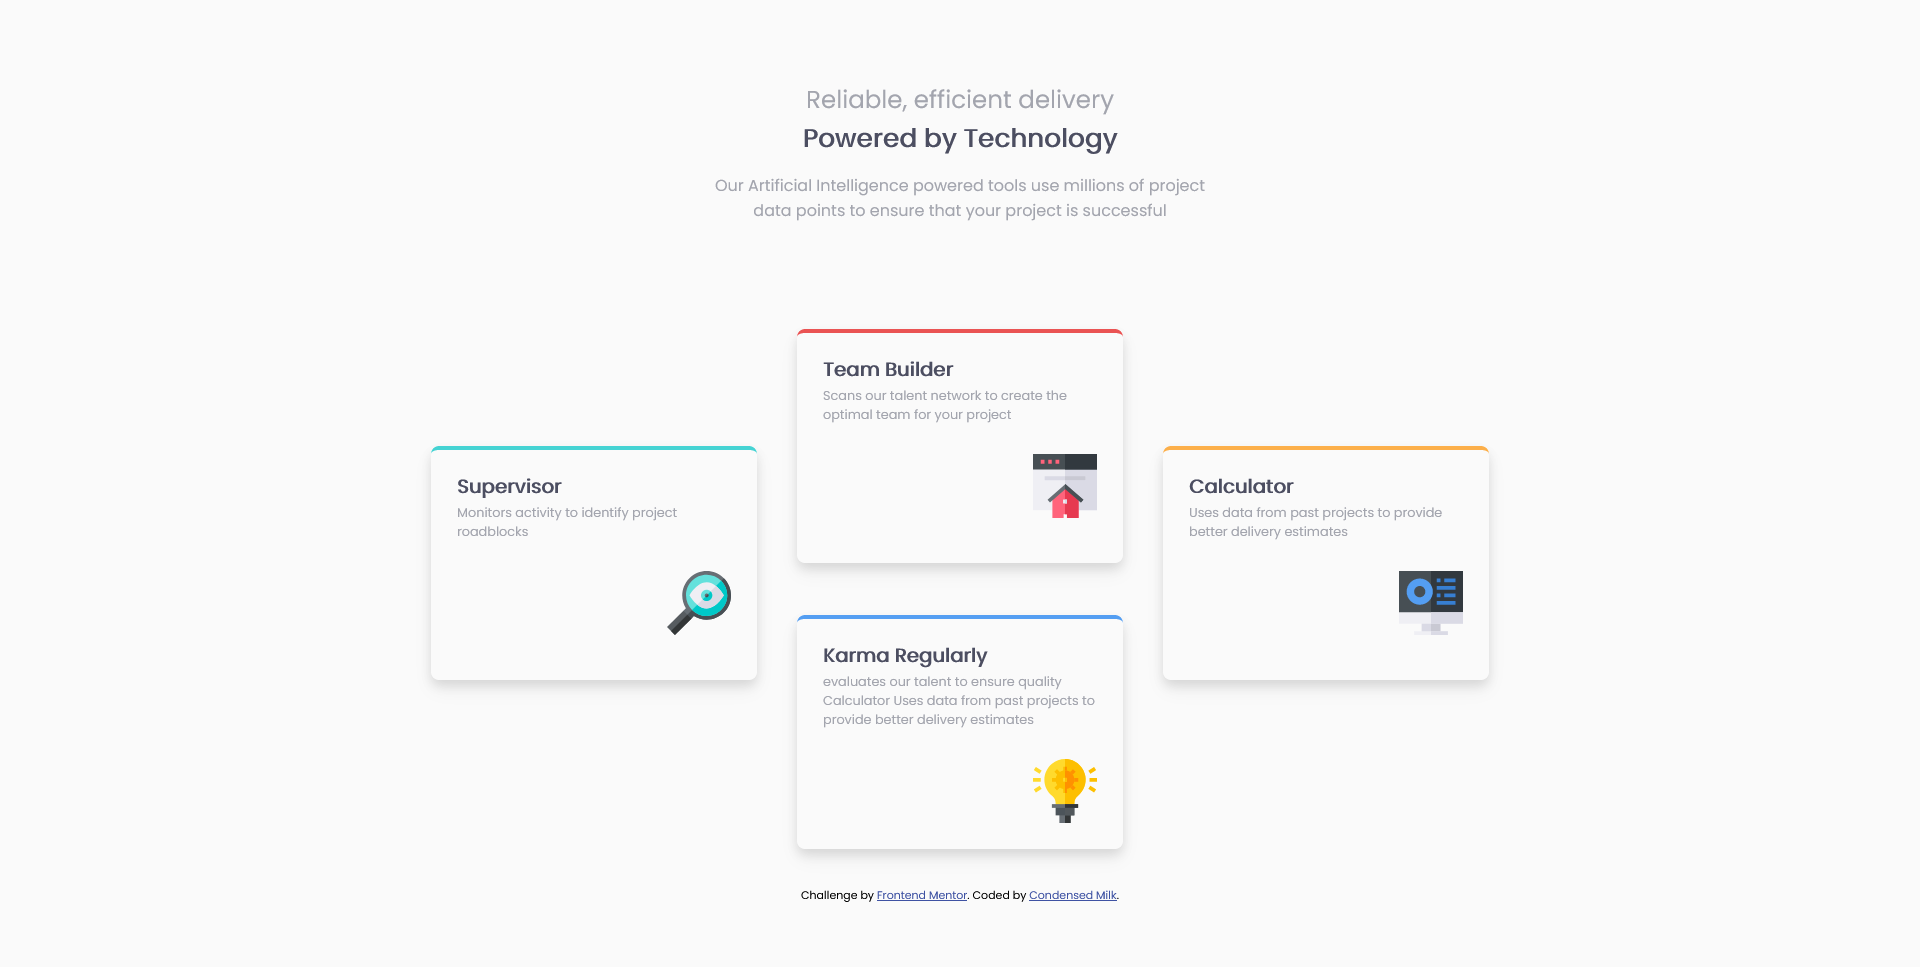 Reliable, efficient delivery
Powered by Technology
Our Artificial Intelligence powered tools use millions of project
data points to ensure that your project is successful
Supervisor
Monitors activity to identify project
roadblocks
Team Builder
Scans our talent network to create the
optimal team for your project
Karma Regularly
evaluates our talent to ensure quality
Calculator Uses data from past projects to
provide better delivery estimates
Calculator
Uses data from past projects to provide
better delivery estimates
Challenge by Frontend Mentor. Coded by Condensed Milk.